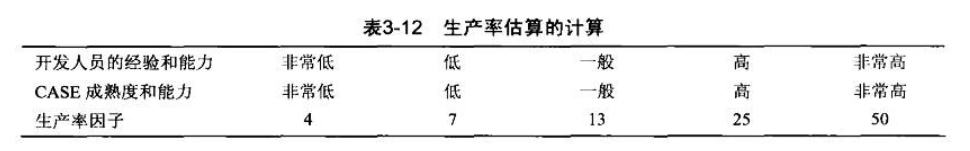 表3-12 生产率估算的计算
开发人员的经验和能力 非常低 低 一般 高 非常高
CASE 成熟度和能力 非常低 低 一般 高 非常高
生产率因子 4 7 13 25 50